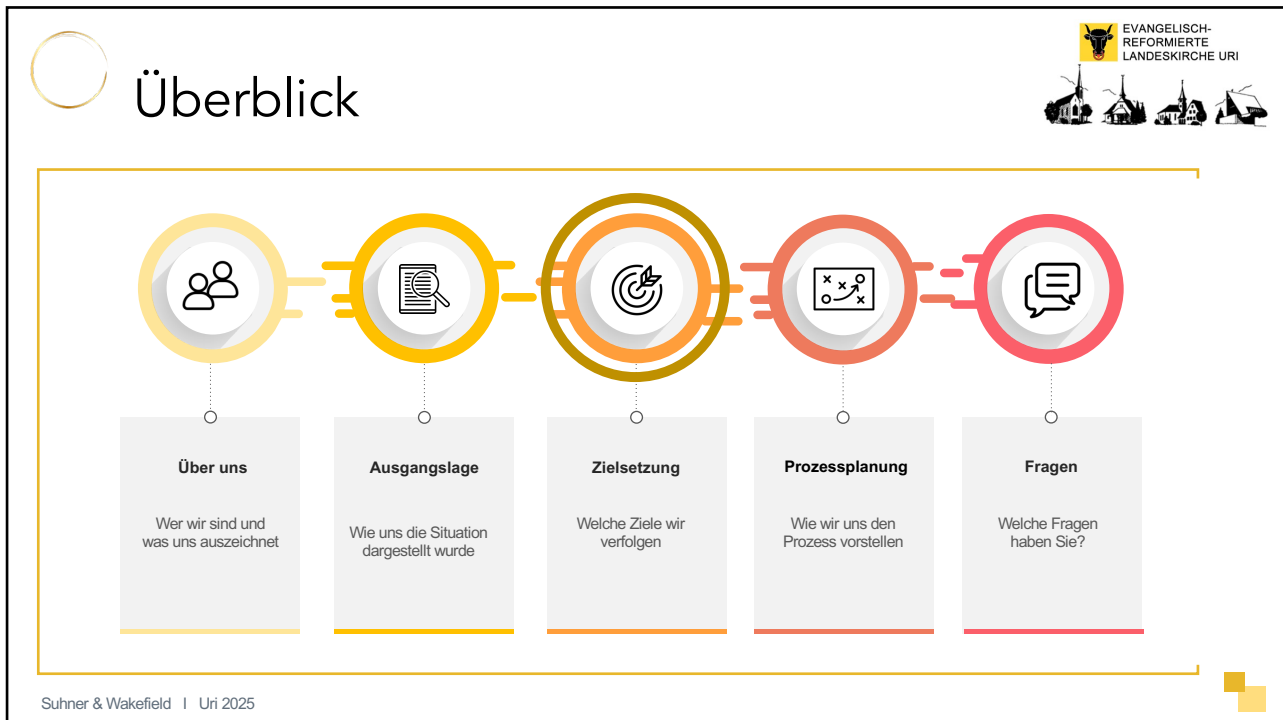 Überblick
EVANGELISCH-
REFORMIERTE
LANDESKIRCHE URI
Über uns
Wer wir sind und
was uns auszeichnet
Ausgangslage
Wie uns die Situation
dargestellt wurde
Zielsetzung
Welche Ziele wir
verfolgen
Prozessplanung
Wie wir uns den
Prozess vorstellen
Fragen
Welche Fragen
haben Sie?
Suhner & Wakefield I Uri 2025